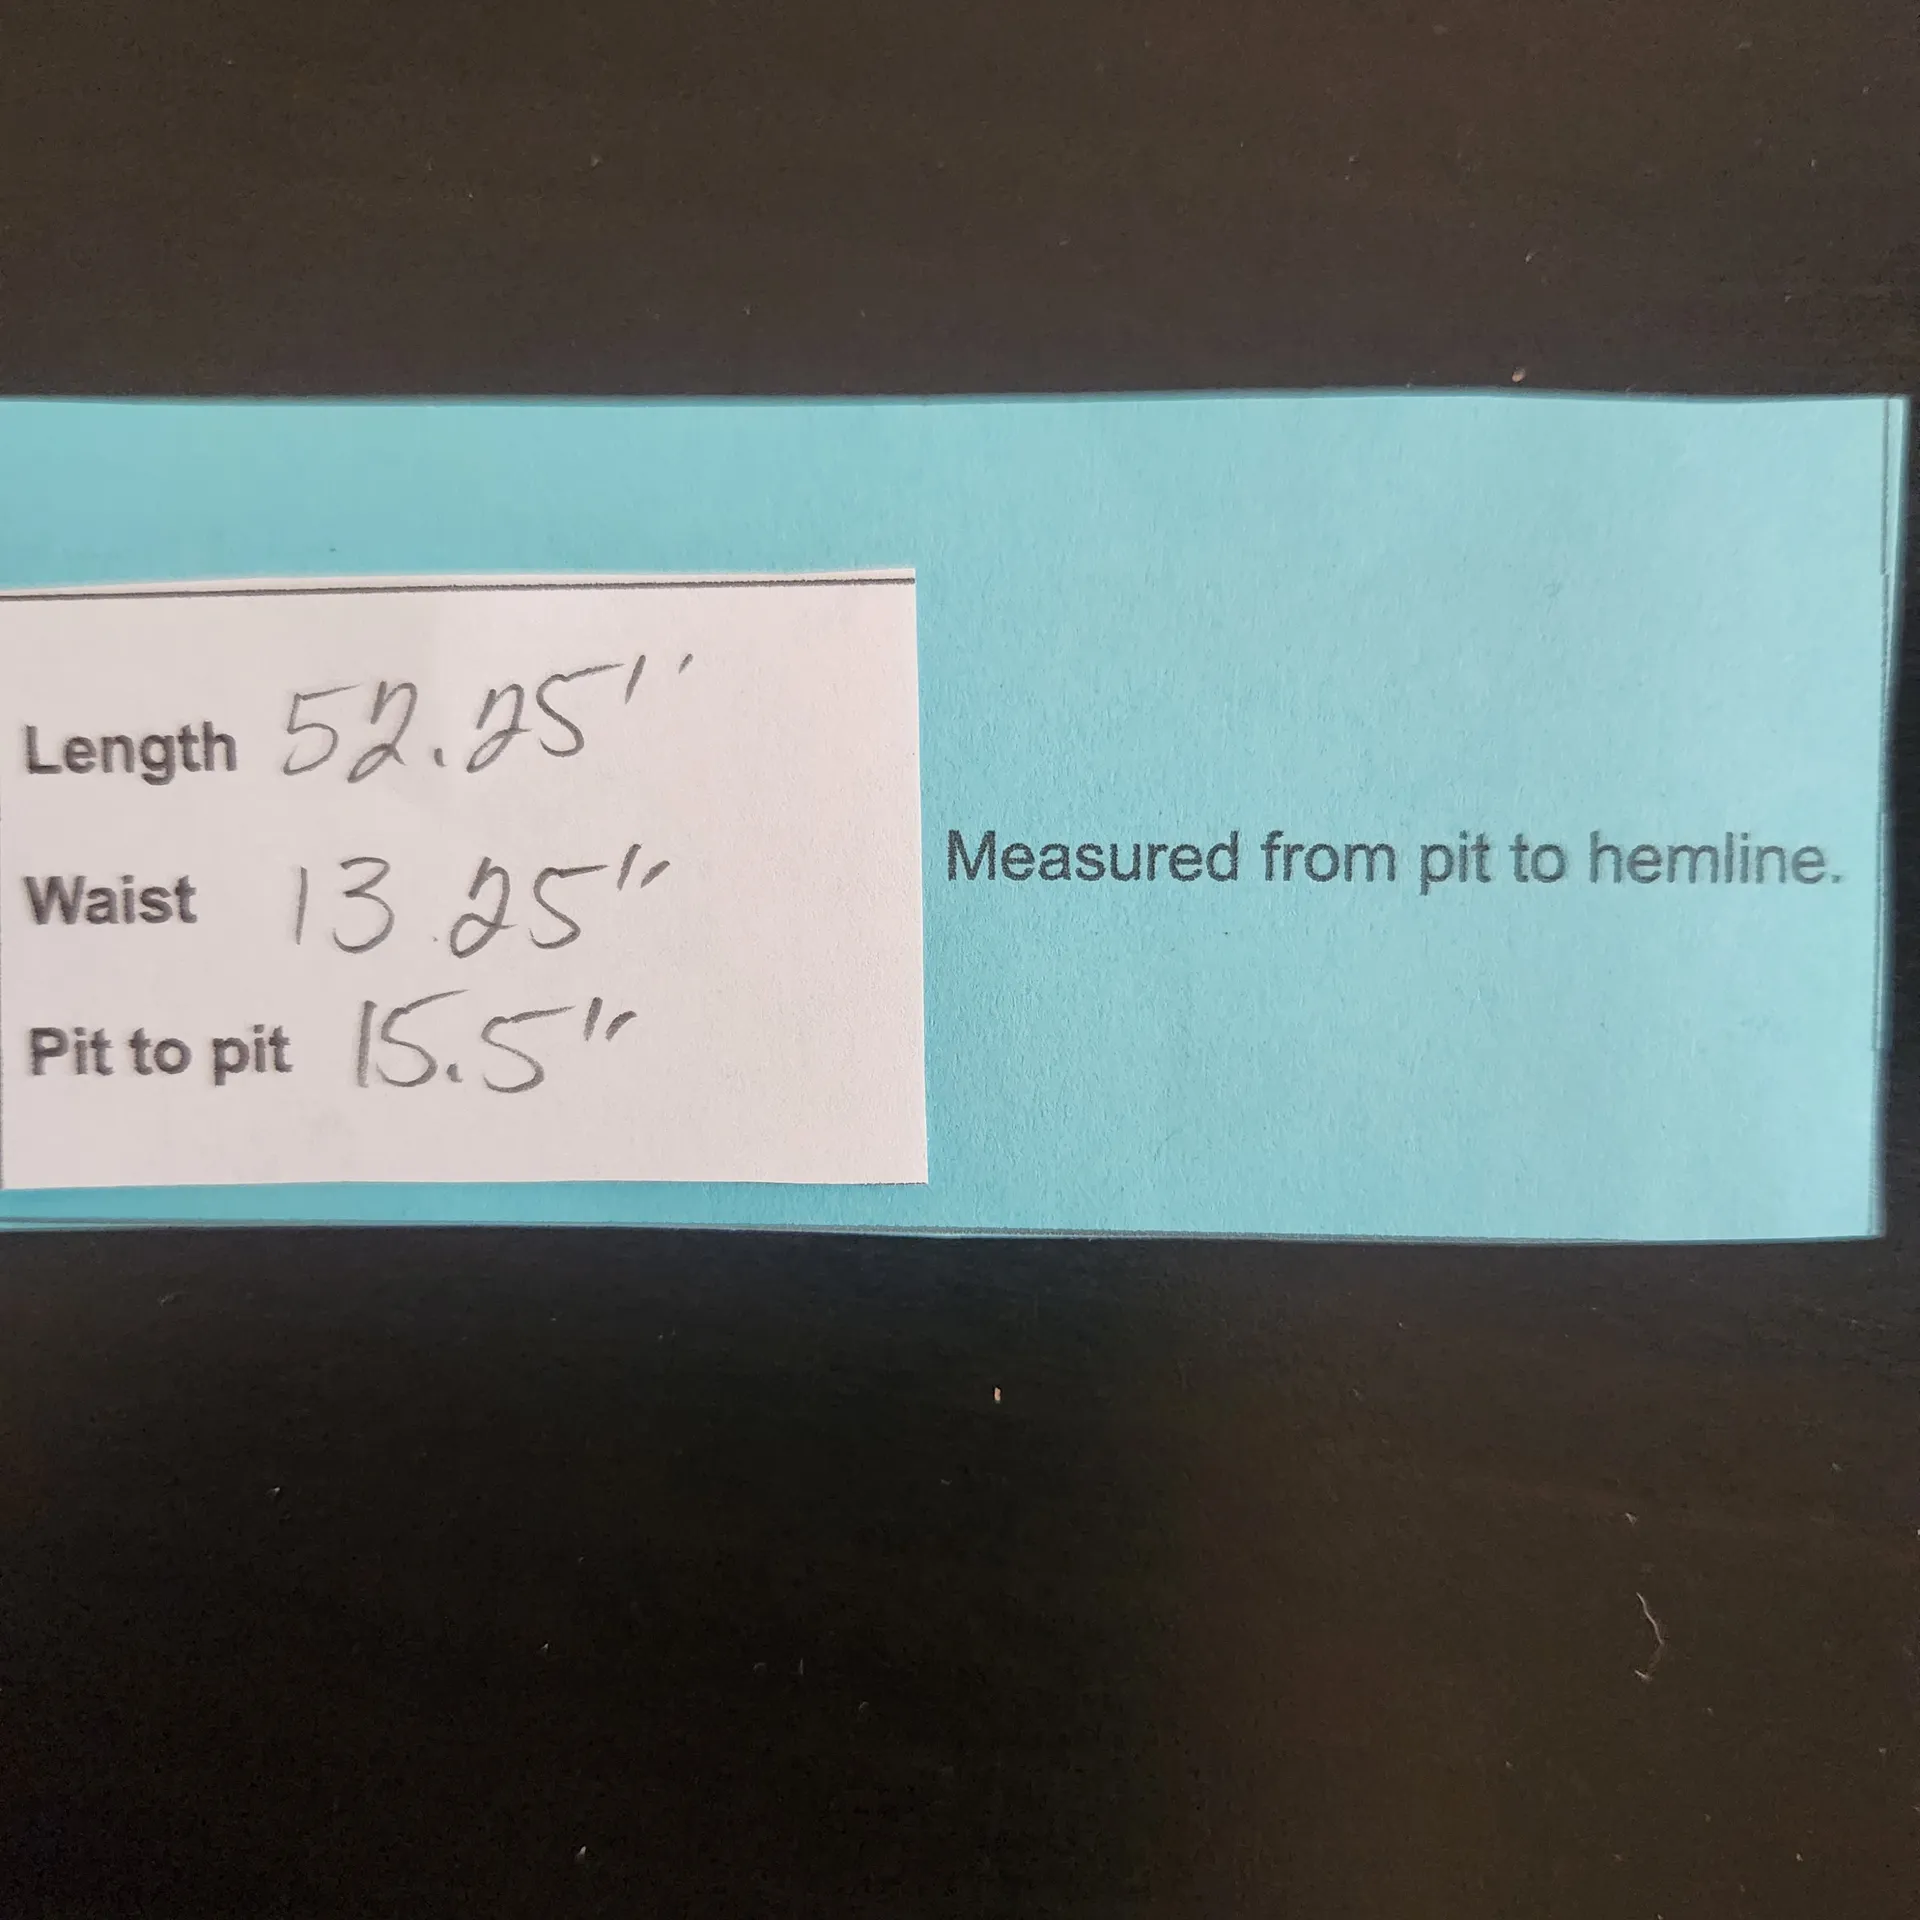 Length 52.25"
Waist 13.25"
Pit to pit 15.5"
Measured from pit to hemline.